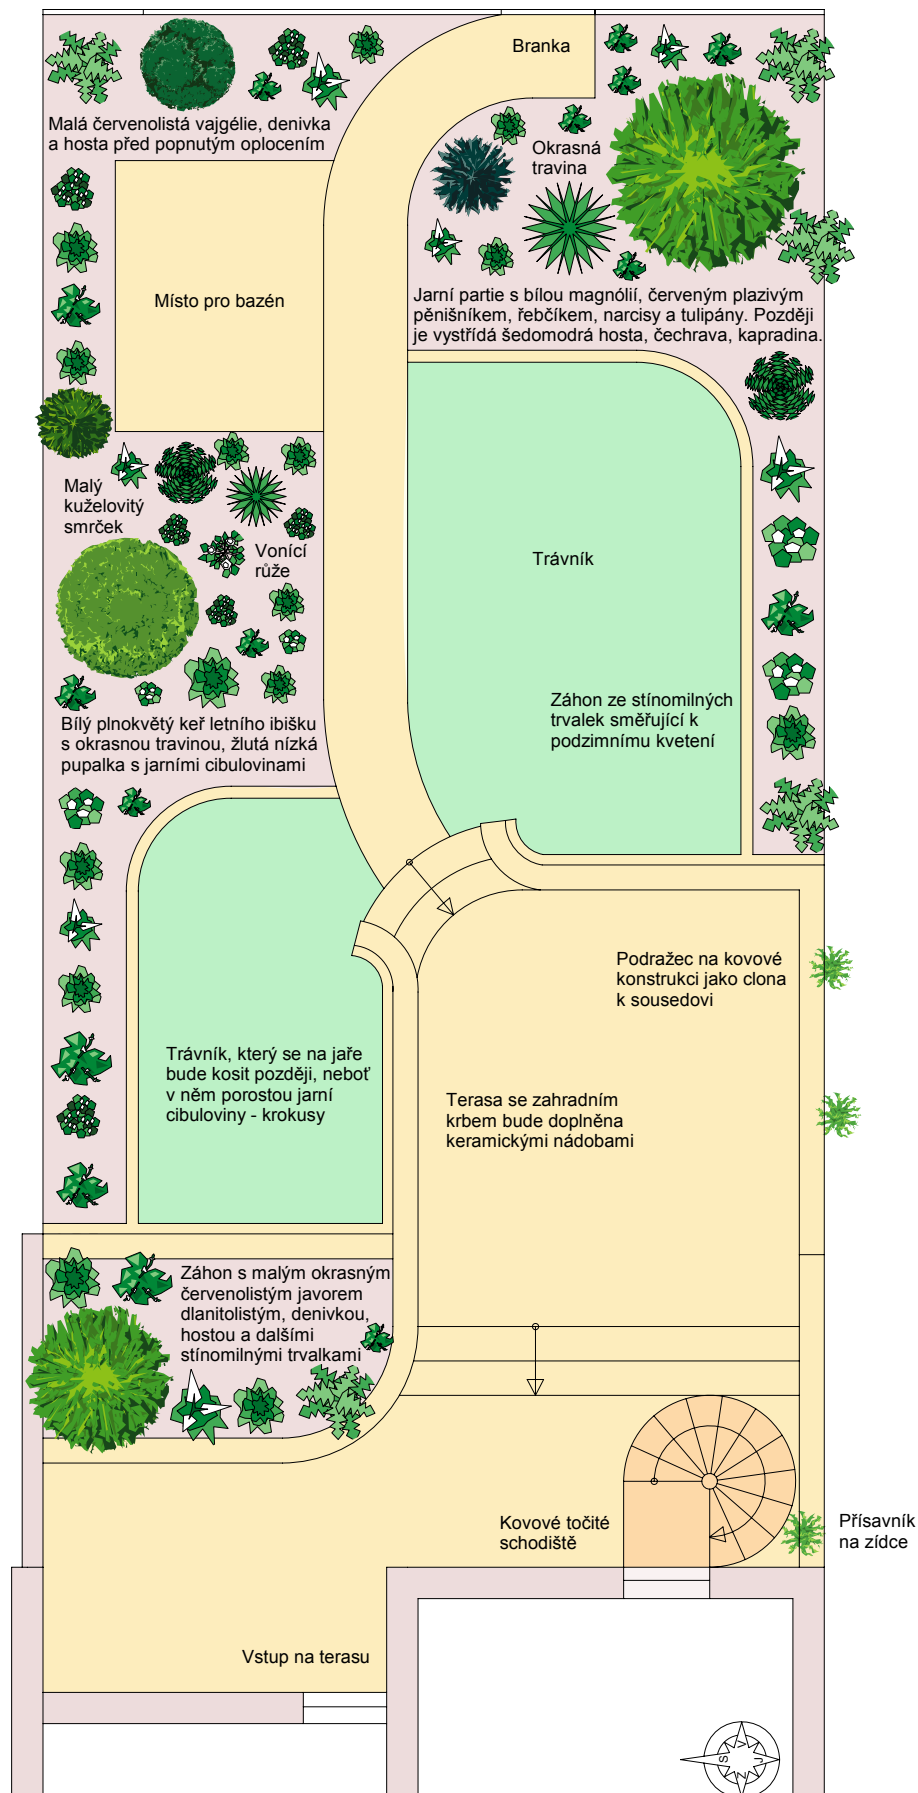 Branka
Malá červenolistá vajgélie, denivka
a hosta před popnutým oplocením
Okrasná
travina
Místo pro bazén
Jarní partie s bílou magnólií, červeným plazivým
pěnišníkem, řebčíkem, narcisy a tulipány. Později
je vystřídá šedomodrá hosta, čechrava, kapradina.
Malý
kuželovitý
smrček
Vonící
růže
Trávník
Záhon ze stínomilných
trvalek směřující k
podzimnímu kvetení
Bílý plnokvětý keř letního ibišku
s okrasnou travinou, žlutá nízká
pupalka s jarními cibulovinami
Podražec na kovové
konstrukci jako clona
k sousedovi
Trávník, který se na jaře
bude kosit později, neboť
v něm porostou jarní
cibuloviny - krokusy
Terasa se zahradním
krbem bude doplněna
keramickými nádobami
Záhon s malým okrasným
červenolistým javorem
dlanitolistým, denivkou,
hostou a dalšími
stínomilnými trvalkami
Kovové točité
schodiště
Přísavník
na zídce
Vstup na terasu
S
V
J
Z